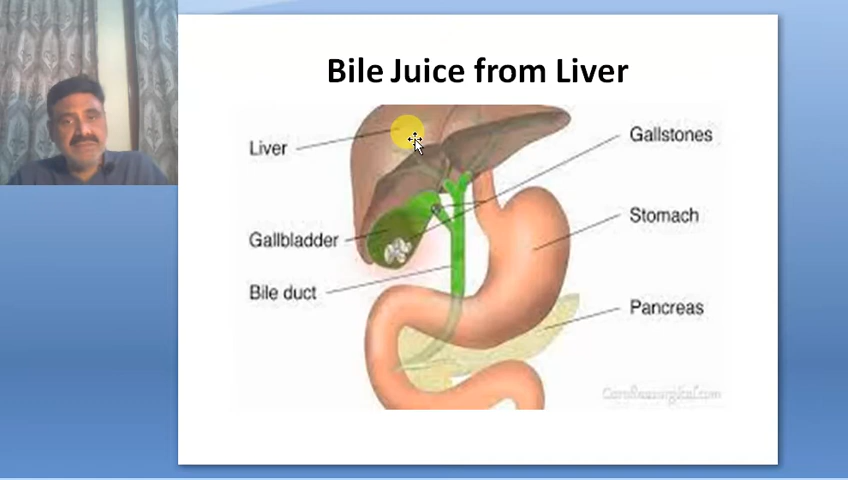 Bile Juice from Liver
Liver
Gallstones
Stomach
Gallbladder
Bile duct
Pancreas